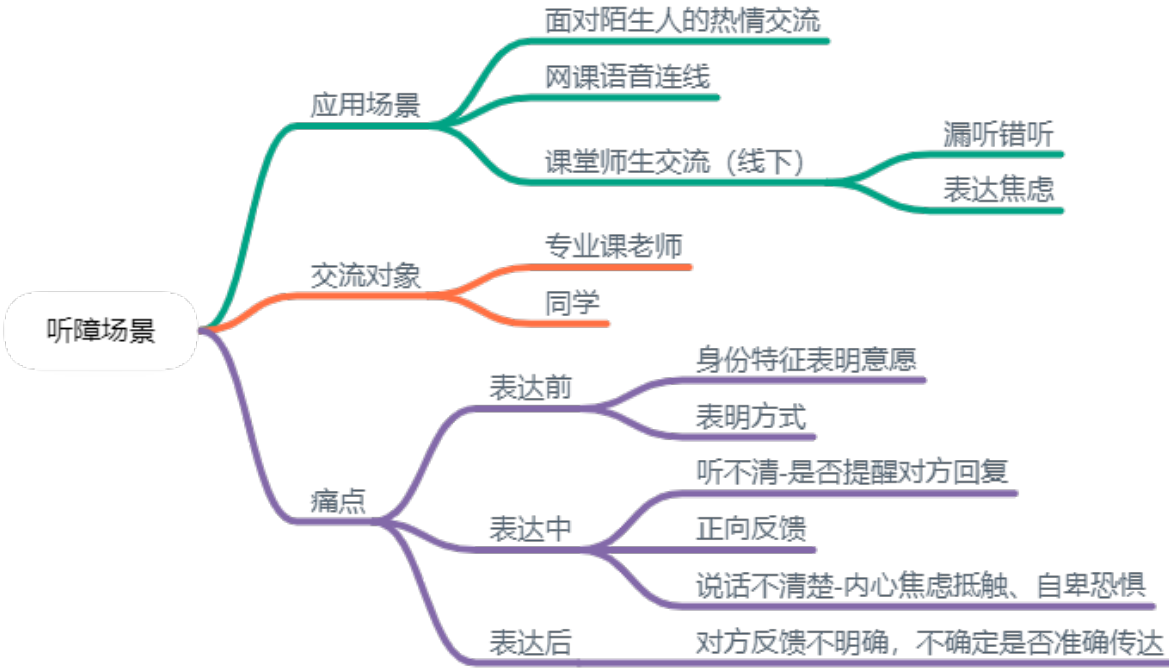 面对陌生人的热情交流
网课语音连线
应用场景
课堂师生交流（线下）
漏听错听
表达焦虑
专业课老师
交流对象
同学
听障场景
身份特征表明意愿
表达前
表明方式
听不清-是否提醒对方回复
痛点
表达中
正向反馈
说话不清楚-内心焦虑抵触、自卑恐惧
表达后
对方反馈不明确，不确定是否准确传达